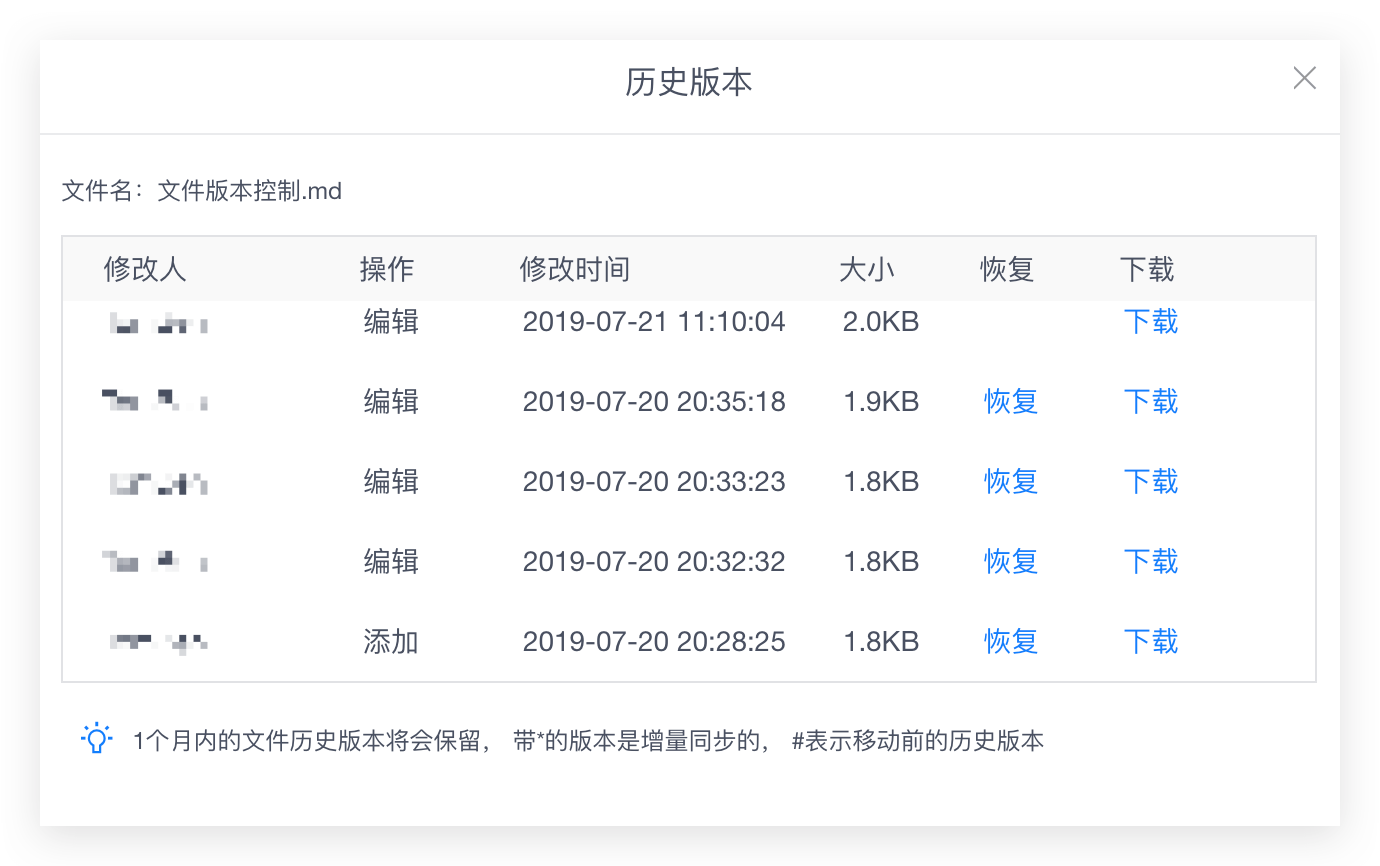 历史版本
文件名：文件版本控制.md
修改人 操作 修改时间 大小 恢复 下载
编辑 2019-07-21 11:10:04 2.0KB 下载
编辑 2019-07-20 20:35:18 1.9KB 恢复 下载
编辑 2019-07-20 20:33:23 1.8KB 恢复 下载
编辑 2019-07-20 20:32:32 1.8KB 恢复 下载
添加 2019-07-20 20:28:25 1.8KB 恢复 下载
1个月内的文件历史版本将会保留， 带*的版本是增量同步的， #表示移动前的历史版本